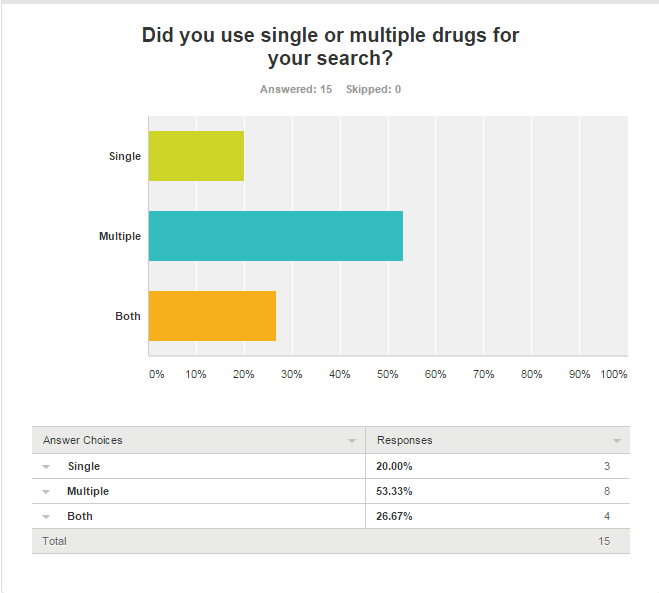 Did you use single or multiple drugs for
your search?
Answered: 15 Skipped: 0
Single
Multiple
Both
0% 10% 20% 30% 40% 50% 60% 70% 80% 90% 100%
Answer Choices Responses
Single 20.00% 3
Multiple 53.33% 8
Both 26.67% 4
Total 15